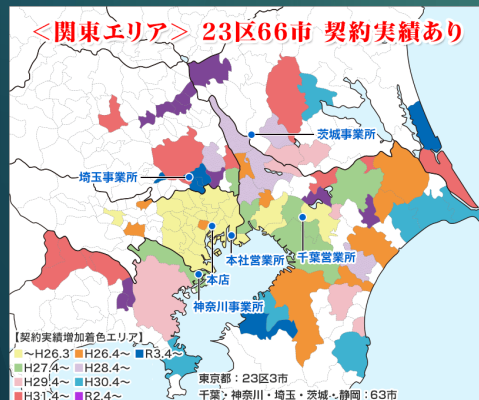 ＜関東エリア＞ 23区66市 契約実績あり
茨城事業所
埼玉事業所
本社営業所
千葉営業所
本店
神奈川事業所
【契約実績増加着色エリア】
～H26.3 H26.4～ R3.4～
H27.4～ H28.4～
H29.4～ H30.4～
H31.4～ R2.4～
東京都：23区3市
千葉・神奈川・埼玉・茨城・静岡：63市